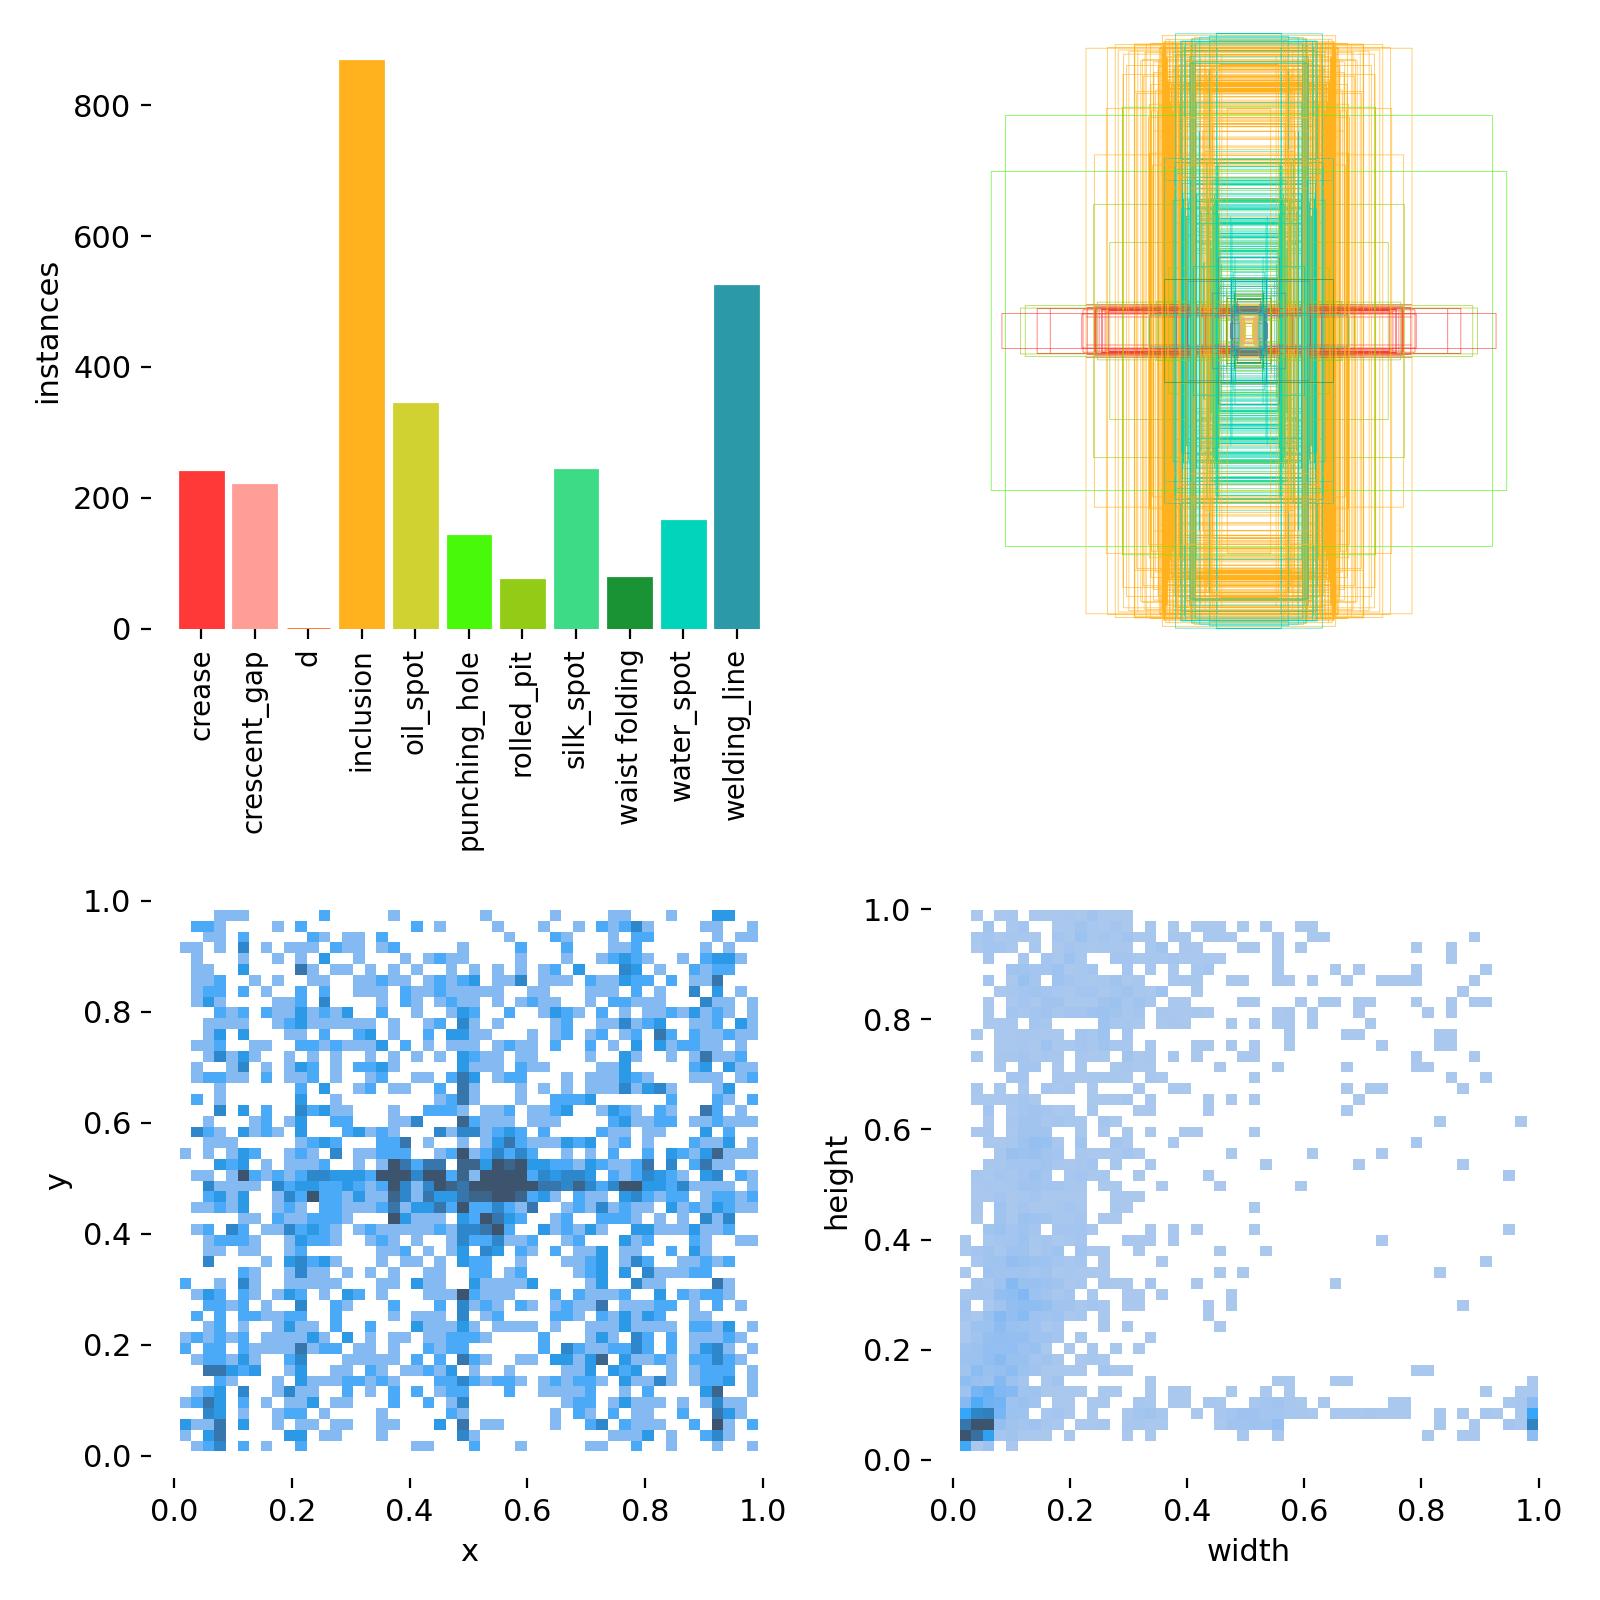 800
600
400
200
0
instances
crease
crescent_gap
d
inclusion
oil_spot
punching_hole
rolled_pit
silk_spot
waist folding
water_spot
welding_line
1.0
0.8
0.6
0.4
0.2
0.0
y
0.0 0.2 0.4 0.6 0.8 1.0
x
1.0
0.8
0.6
0.4
0.2
0.0
height
0.0 0.2 0.4 0.6 0.8 1.0
width